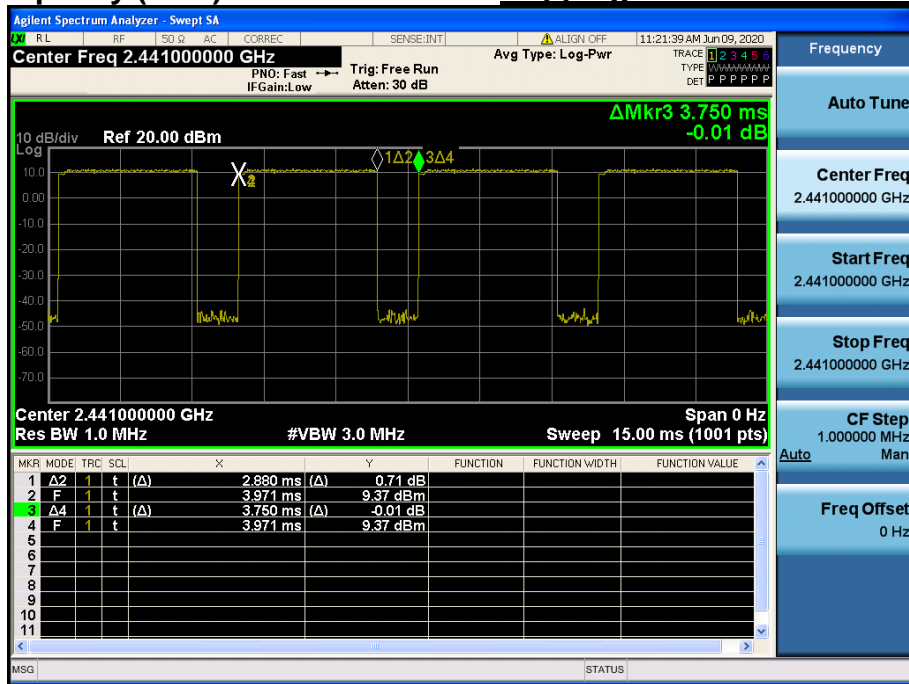 Agilent Spectrum Analyzer - Swept SA
LXI RL RF 50 Ω AC CORREC SENSE:INT ALIGN OFF 11:21:39 AM Jun 09, 2020
Center Freq 2.441000000 GHz
PNO: Fast
IFGain:Low
Trig: Free Run
Atten: 30 dB
Avg Type: Log-Pwr
TRACE 1 2 3 4 5 6
TYPE WWWWWW
DET P P P P P P
ΔMkr3 3.750 ms
-0.01 dB
10 dB/div Ref 20.00 dBm
Log
1Δ2 3Δ4
10.0
0.00
-10.0
-20.0
-30.0
-40.0
-50.0
-60.0
-70.0
Center 2.441000000 GHz Span 0 Hz
Res BW 1.0 MHz #VBW 3.0 MHz Sweep 15.00 ms (1001 pts)
MKR MODE TRC SCL X Y FUNCTION FUNCTION WIDTH FUNCTION VALUE
1 Δ2 1 t (Δ) 2.880 ms (Δ) 0.71 dB
2 F 1 t 3.971 ms 9.37 dBm
3 Δ4 1 t (Δ) 3.750 ms (Δ) -0.01 dB
4 F 1 t 3.971 ms 9.37 dBm
5
6
7
8
9
10
11
MSG STATUS
Frequency
Auto Tune
Center Freq
2.441000000 GHz
Start Freq
2.441000000 GHz
Stop Freq
2.441000000 GHz
CF Step
1.000000 MHz
Auto Man
Freq Offset
0 Hz